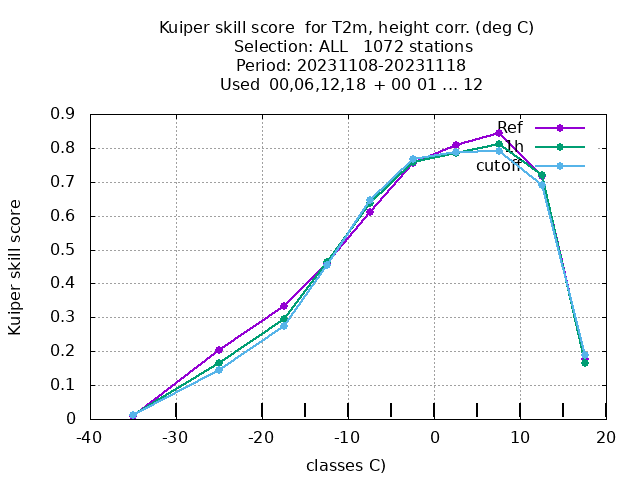 Kuiper skill score  for T2m, height corr. (deg C)
Selection: ALL   1072 stations
Period: 20231108-20231118
Used 00,06,12,18 + 00 01 ... 12
0.9
0.8
0.7
0.6
0.5
0.4
0.3
0.2
0.1
0
Kuiper skill score
Ref
1h
cutoff
-40
-30
-20
-10
0
10
20
classes C)